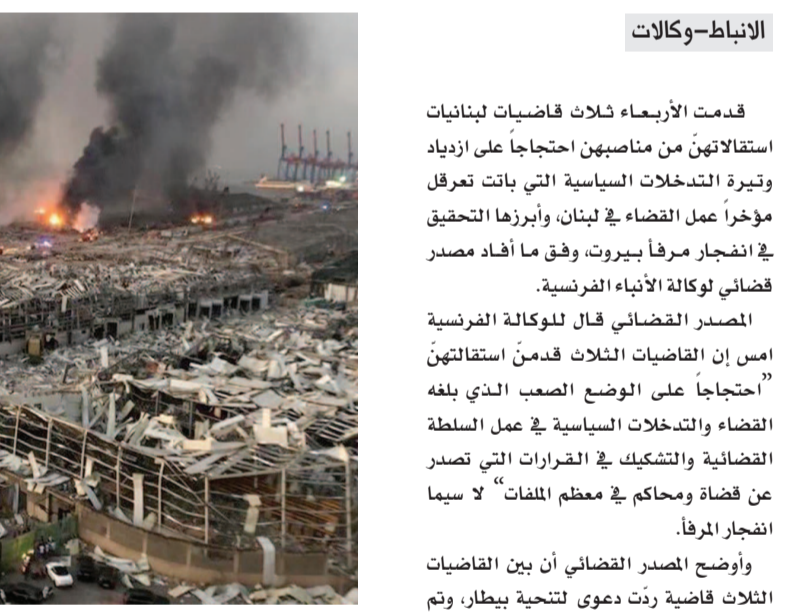 الانباط-وكالات
قدمت الأربعاء ثلاث قاضيات لبنانيات
استقالاتهنّ من مناصبهن احتجاجاً على ازدياد
وتيرة التدخلات السياسية التي باتت تعرقل
مؤخراً عمل القضاء في لبنان، وأبرزها التحقيق
في انفجار مرفأ بيروت، وفق ما أفاد مصدر
قضائي لوكالة الأنباء الفرنسية.
المصدر القضائي قال للوكالة الفرنسية
امس إن القاضيات الثلاث قدمنّ استقالتهنّ
”احتجاجاً على الوضع الصعب الذي بلغه
القضاء والتدخلات السياسية في عمل السلطة
القضائية والتشكيك في القرارات التي تصدر
عن قضاة ومحاكم في معظم الملفات“ لا سيما
انفجار المرفأ.
وأوضح المصدر القضائي أن بين القاضيات
الثلاث قاضية ردّت دعوى لتنحية بيطار، وتم